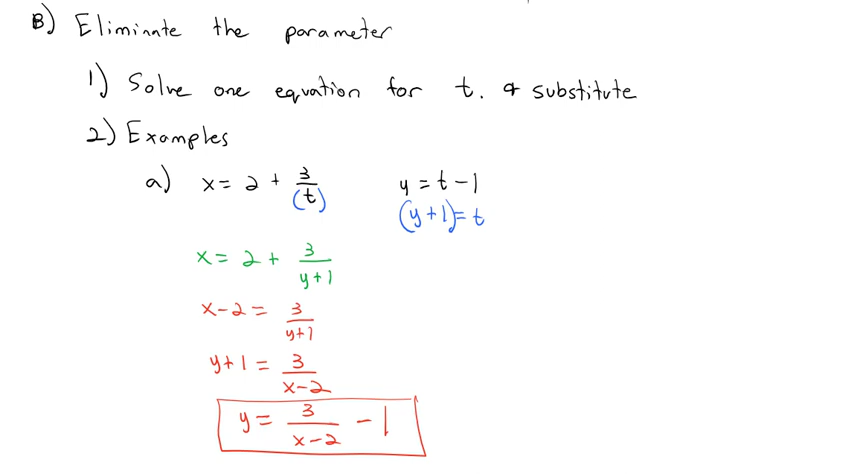 B) Eliminate the parameter
1) Solve one equation for t. & substitute
2) Examples
a) x = 2 + 3/(t) y = t - 1
(y + 1) = t
x = 2 + 3/(y + 1)
x - 2 = 3/(y + 1)
y + 1 = 3/(x - 2)
y = 3/(x - 2) - 1